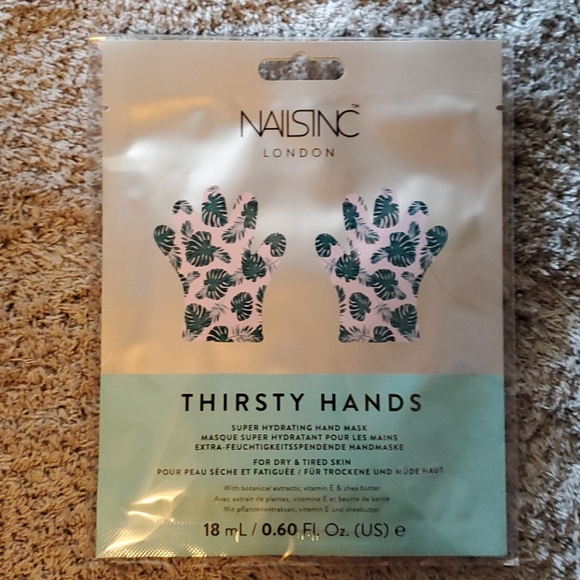 NAILSINC™
LONDON
THIRSTY HANDS
SUPER HYDRATING HAND MASK
MASQUE SUPER HYDRATANT POUR LES MAINS
EXTRA-FEUCHTIGKEITSSPENDENDE HANDMASKE
FOR DRY & TIRED SKIN
POUR PEAU SÈCHE ET FATIGUÉE / FÜR TROCKENE UND MÜDE HAUT
With botanical extracts, vitamin E & shea butter
Avec extrait de plantes, vitamine E et beurre de karité
Mit pflanzenextrakten, vitamin E und sheabutter
18 mL / 0.60 Fl. Oz. (US) ℮